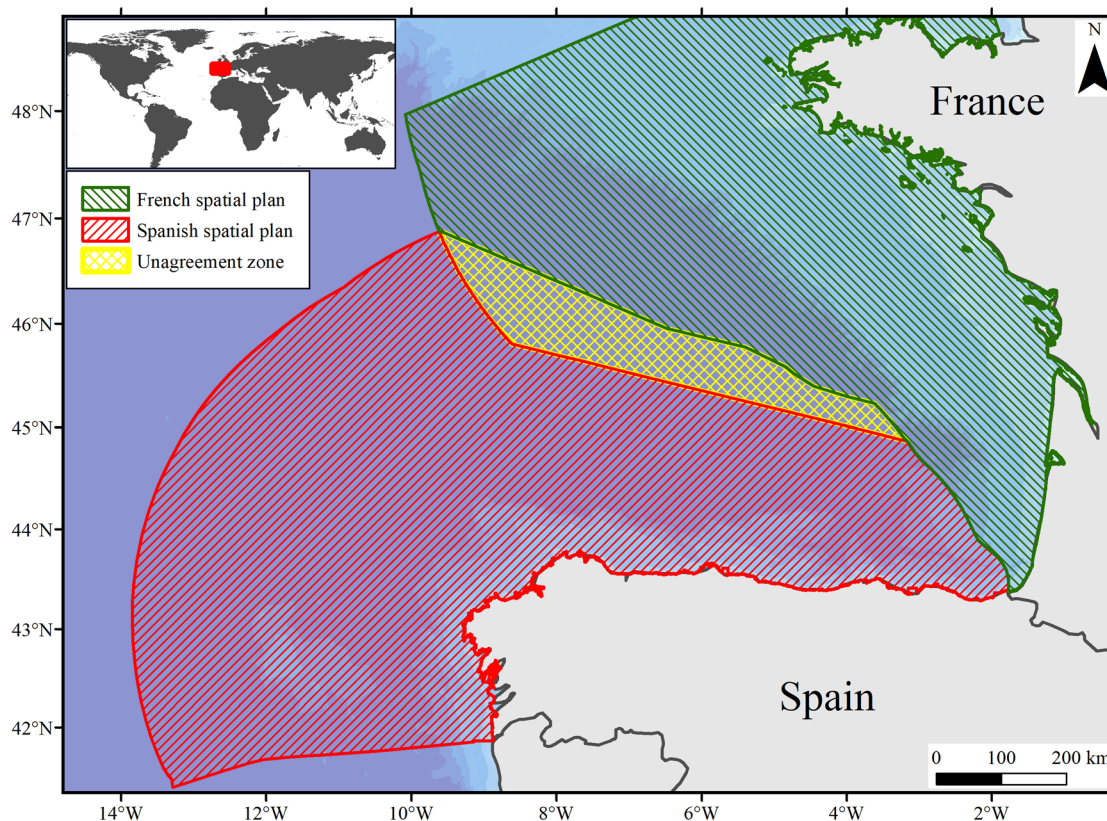 N
France
48°N
47°N
46°N
45°N
44°N
43°N
42°N
French spatial plan
Spanish spatial plan
Unagreement zone
Spain
0 100 200 km
14°W 12°W 10°W 8°W 6°W 4°W 2°W